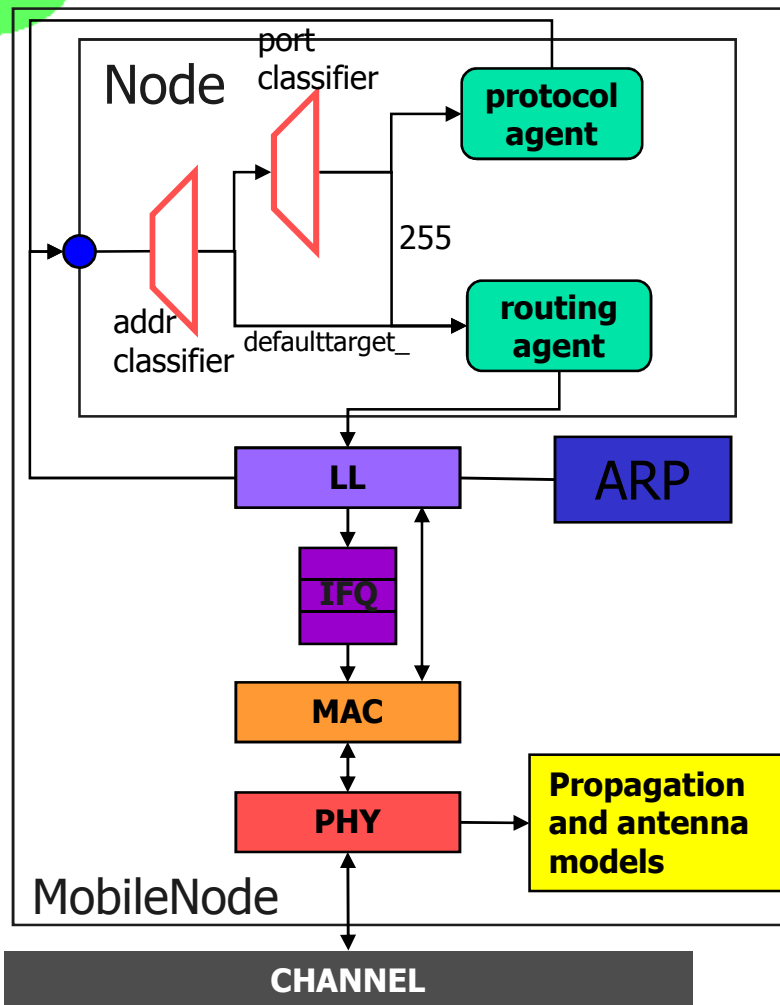 port
classifier
Node
protocol
agent
255
addr
classifier
defaulttarget_
routing
agent
LL
ARP
IFQ
MAC
PHY
Propagation
and antenna
models
MobileNode
CHANNEL